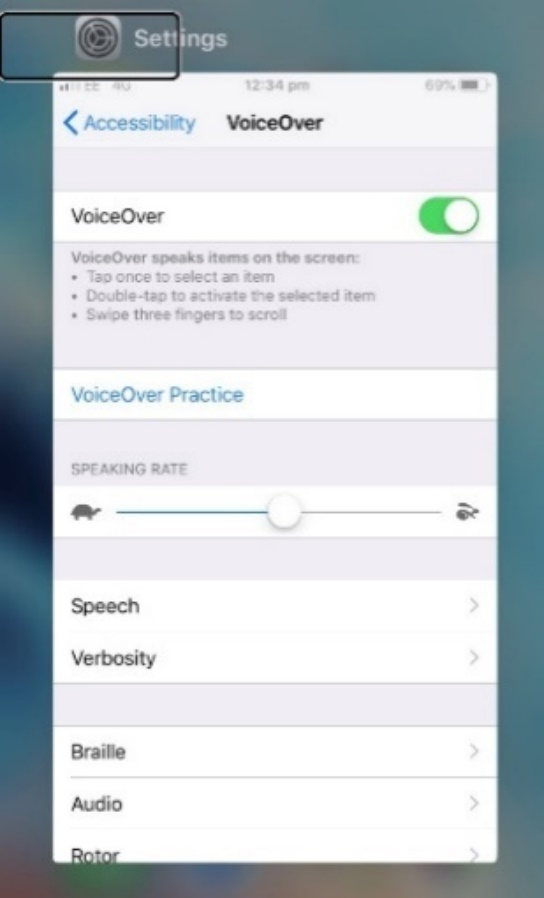 Settings
EE 4G
12:34 pm
69%
Accessibility
VoiceOver
VoiceOver
VoiceOver speaks items on the screen:
• Tap once to select an item
• Double-tap to activate the selected item
• Swipe three fingers to scroll
VoiceOver Practice
SPEAKING RATE
Speech
Verbosity
Braille
Audio
Rotor